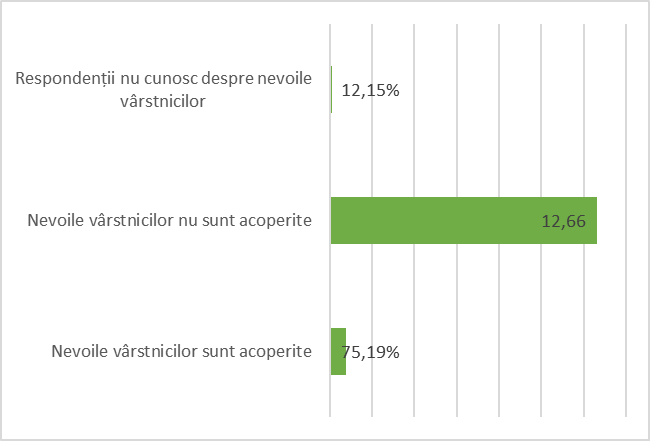 Respondenții nu cunosc despre nevoile
vârstnicilor
12,15%
Nevoile vârstnicilor nu sunt acoperite
12,66
Nevoile vârstnicilor sunt acoperite
75,19%